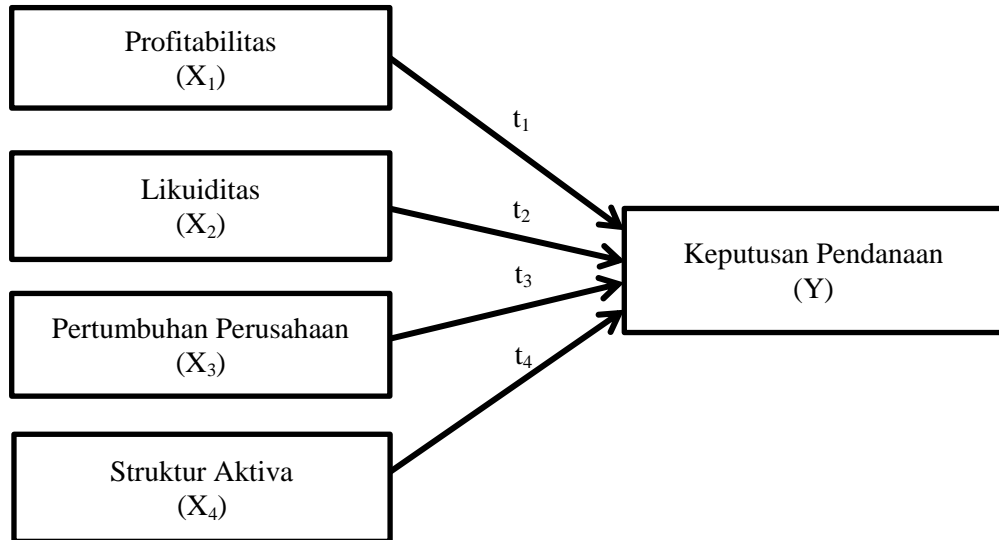 Profitabilitas
(X₁)
t₁
Likuiditas
(X₂)
t₂
Keputusan Pendanaan
(Y)
t₃
Pertumbuhan Perusahaan
(X₃)
t₄
Struktur Aktiva
(X₄)